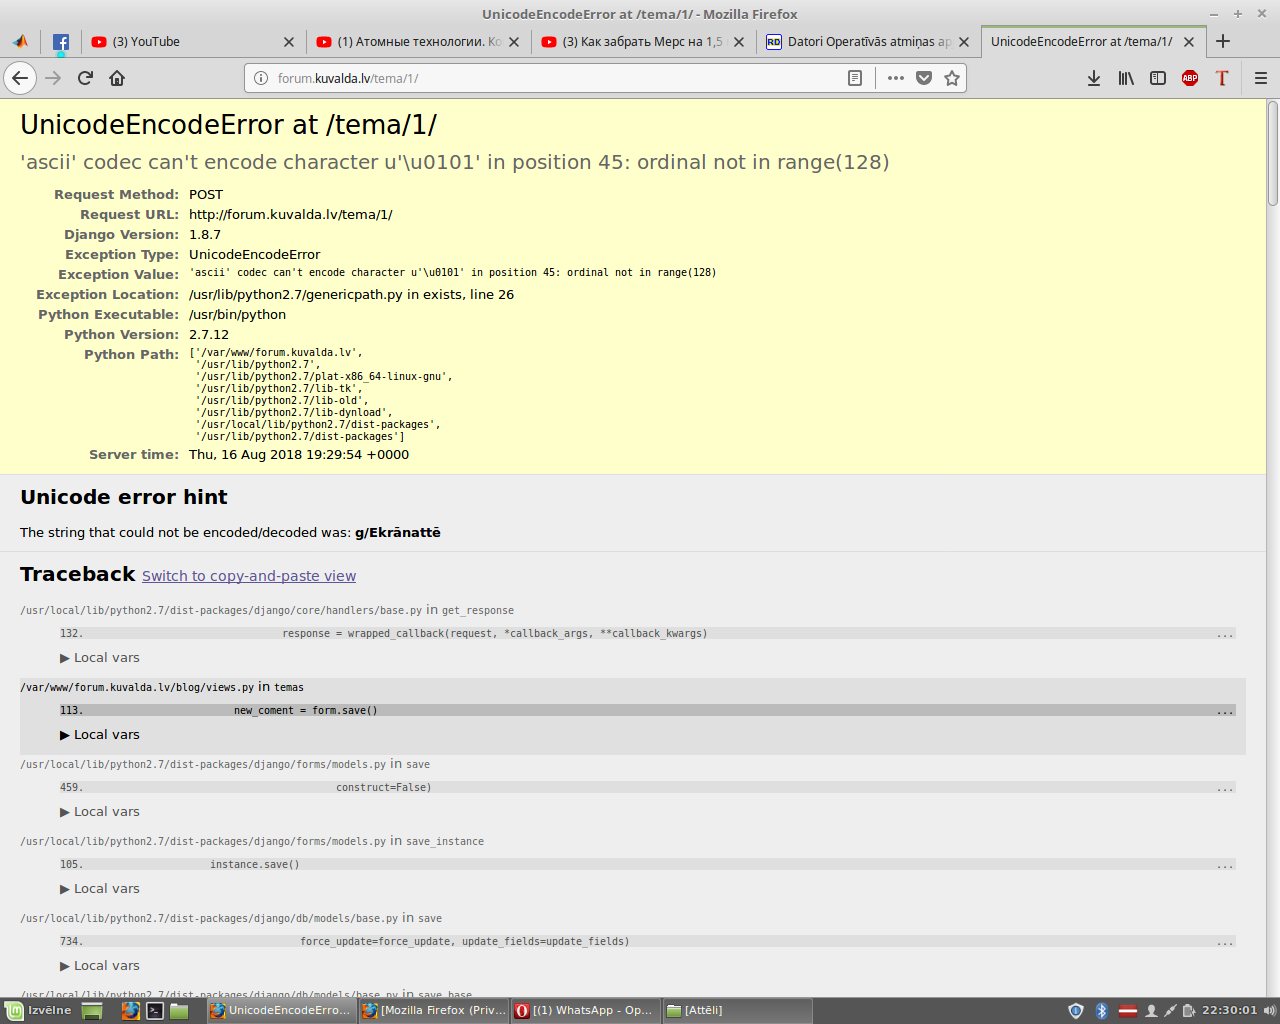 UnicodeEncodeError at /tema/1/ - Mozilla Firefox
(3) YouTube
(1) Атомные технологии. Ко
(3) Как забрать Мерс на 1,5
Datori Operatīvās atmiņas ap
UnicodeEncodeError at /tema/1/
forum.kuvalda.lv/tema/1/
ABP
T
UnicodeEncodeError at /tema/1/
'ascii' codec can't encode character u'\u0101' in position 45: ordinal not in range(128)
Request Method: POST
Request URL: http://forum.kuvalda.lv/tema/1/
Django Version: 1.8.7
Exception Type: UnicodeEncodeError
Exception Value: 'ascii' codec can't encode character u'\u0101' in position 45: ordinal not in range(128)
Exception Location: /usr/lib/python2.7/genericpath.py in exists, line 26
Python Executable: /usr/bin/python
Python Version: 2.7.12
Python Path: ['/var/www/forum.kuvalda.lv',
'/usr/lib/python2.7',
'/usr/lib/python2.7/plat-x86_64-linux-gnu',
'/usr/lib/python2.7/lib-tk',
'/usr/lib/python2.7/lib-old',
'/usr/lib/python2.7/lib-dynload',
'/usr/local/lib/python2.7/dist-packages',
'/usr/lib/python2.7/dist-packages']
Server time: Thu, 16 Aug 2018 19:29:54 +0000
Unicode error hint
The string that could not be encoded/decoded was: g/Ekrānattē
Traceback Switch to copy-and-paste view
/usr/local/lib/python2.7/dist-packages/django/core/handlers/base.py in get_response
132. response = wrapped_callback(request, *callback_args, **callback_kwargs) ...
▶ Local vars
/var/www/forum.kuvalda.lv/blog/views.py in temas
113. new_coment = form.save() ...
▶ Local vars
/usr/local/lib/python2.7/dist-packages/django/forms/models.py in save
459. construct=False) ...
▶ Local vars
/usr/local/lib/python2.7/dist-packages/django/forms/models.py in save_instance
105. instance.save() ...
▶ Local vars
/usr/local/lib/python2.7/dist-packages/django/db/models/base.py in save
734. force_update=force_update, update_fields=update_fields) ...
▶ Local vars
/usr/local/lib/python2.7/dist-packages/django/db/models/base.py in save_base
Izvēlne
UnicodeEncodeErro...
[Mozilla Firefox (Priv...
[(1) WhatsApp - Op...
[Attēli]
22:30:01